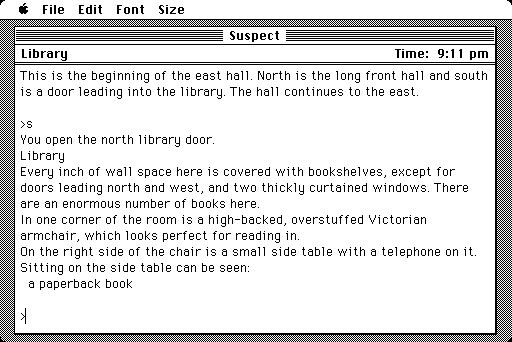 File Edit Font Size
Suspect
Library Time: 9:11 pm
This is the beginning of the east hall. North is the long front hall and south
is a door leading into the library. The hall continues to the east.
>s
You open the north library door.
Library
Every inch of wall space here is covered with bookshelves, except for
doors leading north and west, and two thickly curtained windows. There
are an enormous number of books here.
In one corner of the room is a high-backed, overstuffed Victorian
armchair, which looks perfect for reading in.
On the right side of the chair is a small side table with a telephone on it.
Sitting on the side table can be seen:
a paperback book
>